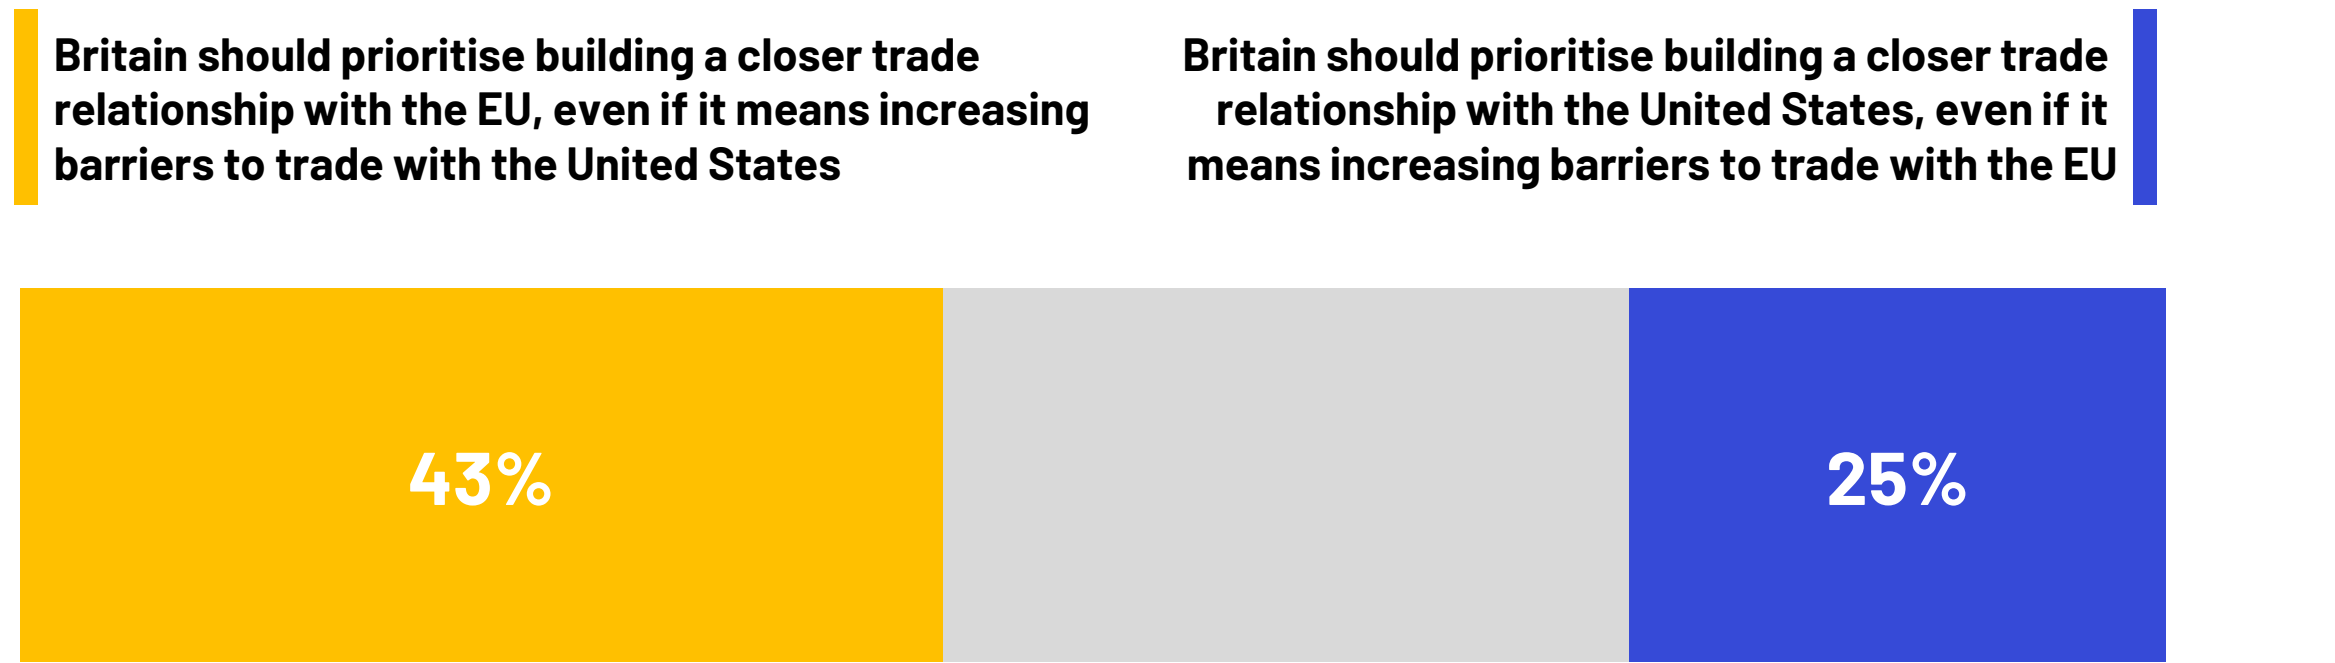 Britain should prioritise building a closer trade
relationship with the EU, even if it means increasing
barriers to trade with the United States
Britain should prioritise building a closer trade
relationship with the United States, even if it
means increasing barriers to trade with the EU
43%
25%